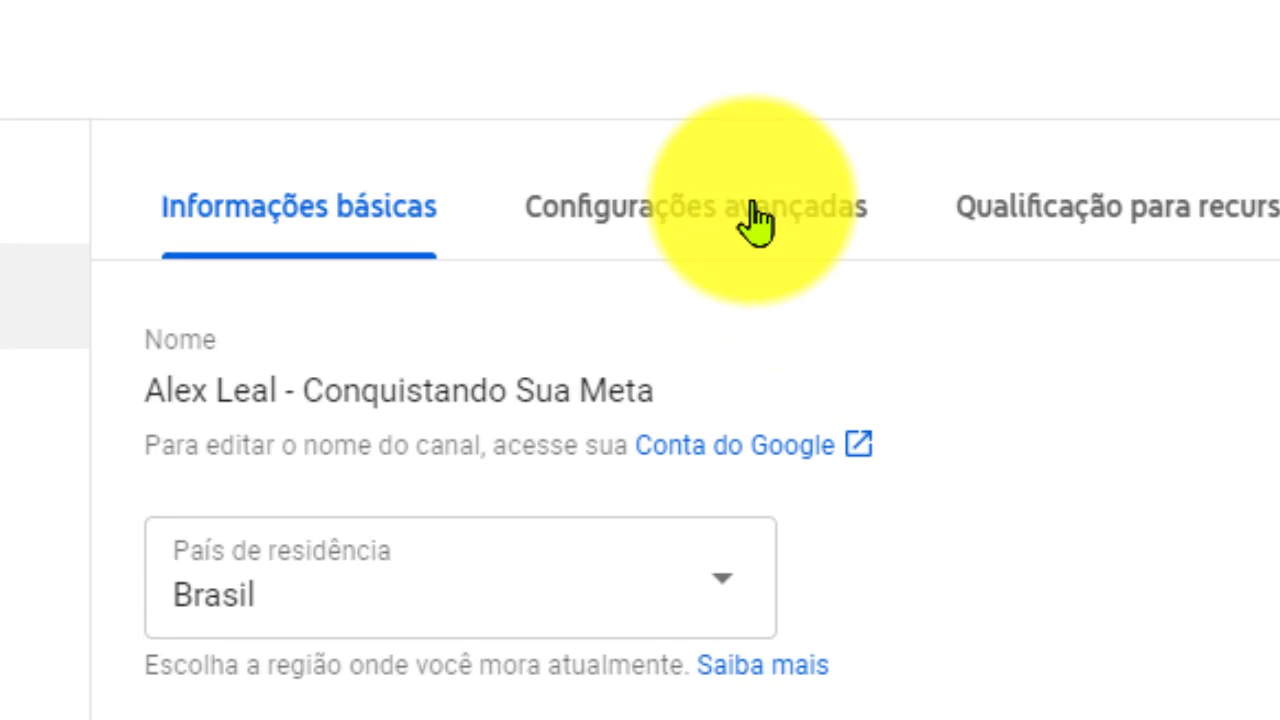 Informações básicas Configurações avançadas Qualificação para recurs
Nome
Alex Leal - Conquistando Sua Meta
Para editar o nome do canal, acesse sua Conta do Google
País de residência
Brasil
Escolha a região onde você mora atualmente. Saiba mais